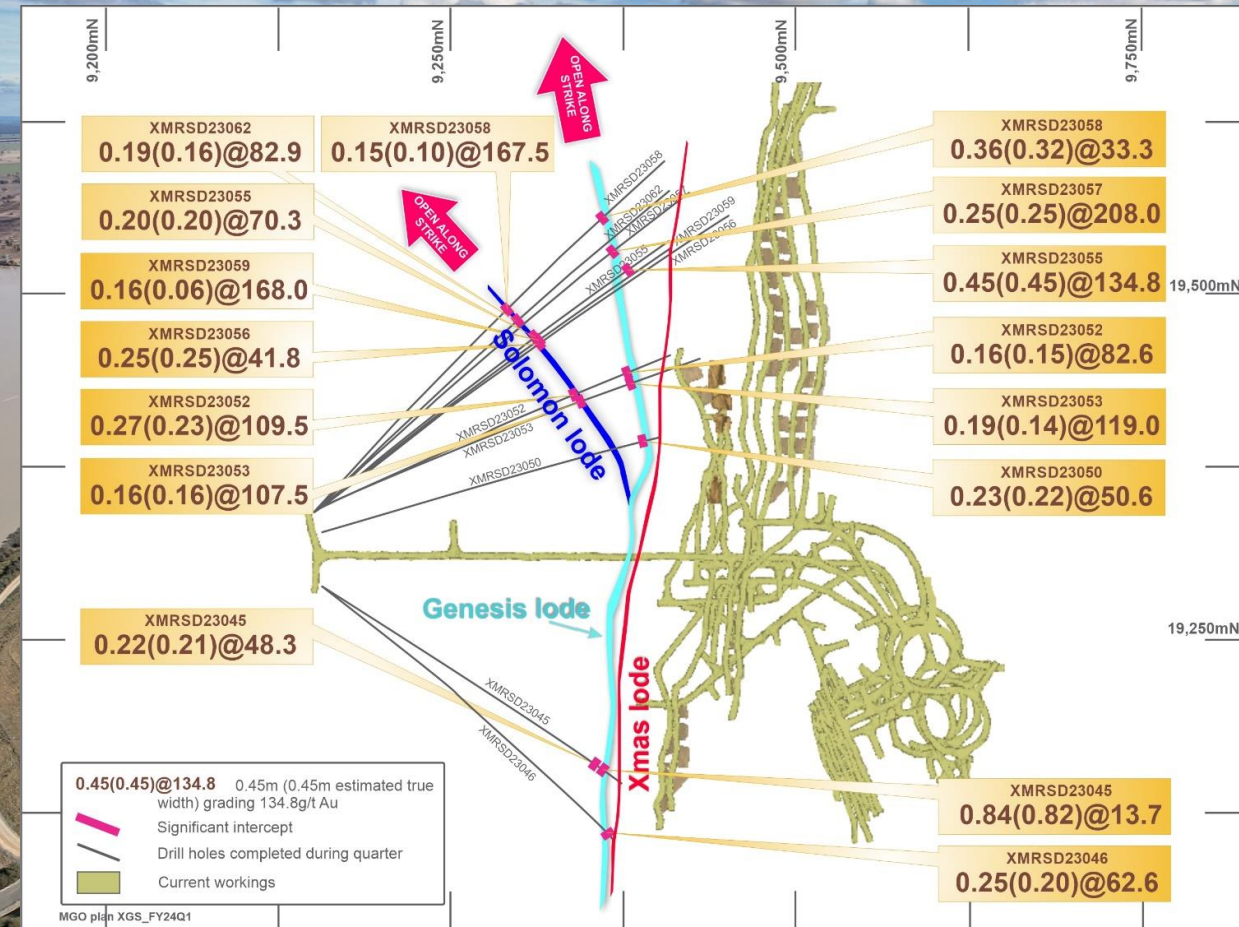 9,200mN
9,250mN
9,500mN
9,750mN
OPEN ALONG
STRIKE
XMRSD23062
0.19(0.16)@82.9
XMRSD23058
0.15(0.10)@167.5
XMRSD23058
0.36(0.32)@33.3
XMRSD23055
0.20(0.20)@70.3
OPEN ALONG
STRIKE
XMRSD23058
XMRSD23062
XMRSD23057
XMRSD23059
XMRSD23056
XMRSD23055
XMRSD23057
0.25(0.25)@208.0
XMRSD23059
0.16(0.06)@168.0
XMRSD23055
0.45(0.45)@134.8
19,500mN
XMRSD23056
0.25(0.25)@41.8
Solomon lode
XMRSD23052
0.16(0.15)@82.6
XMRSD23052
0.27(0.23)@109.5
XMRSD23052
XMRSD23053
XMRSD23053
0.19(0.14)@119.0
XMRSD23053
0.16(0.16)@107.5
XMRSD23050
XMRSD23050
0.23(0.22)@50.6
Genesis lode
XMRSD23045
0.22(0.21)@48.3
19,250mN
Xmas lode
XMRSD23045
XMRSD23046
XMRSD23045
0.84(0.82)@13.7
XMRSD23046
0.25(0.20)@62.6
0.45(0.45)@134.8 0.45m (0.45m estimated true
width) grading 134.8g/t Au
Significant intercept
Drill holes completed during quarter
Current workings
MGO plan XGS_FY24Q1